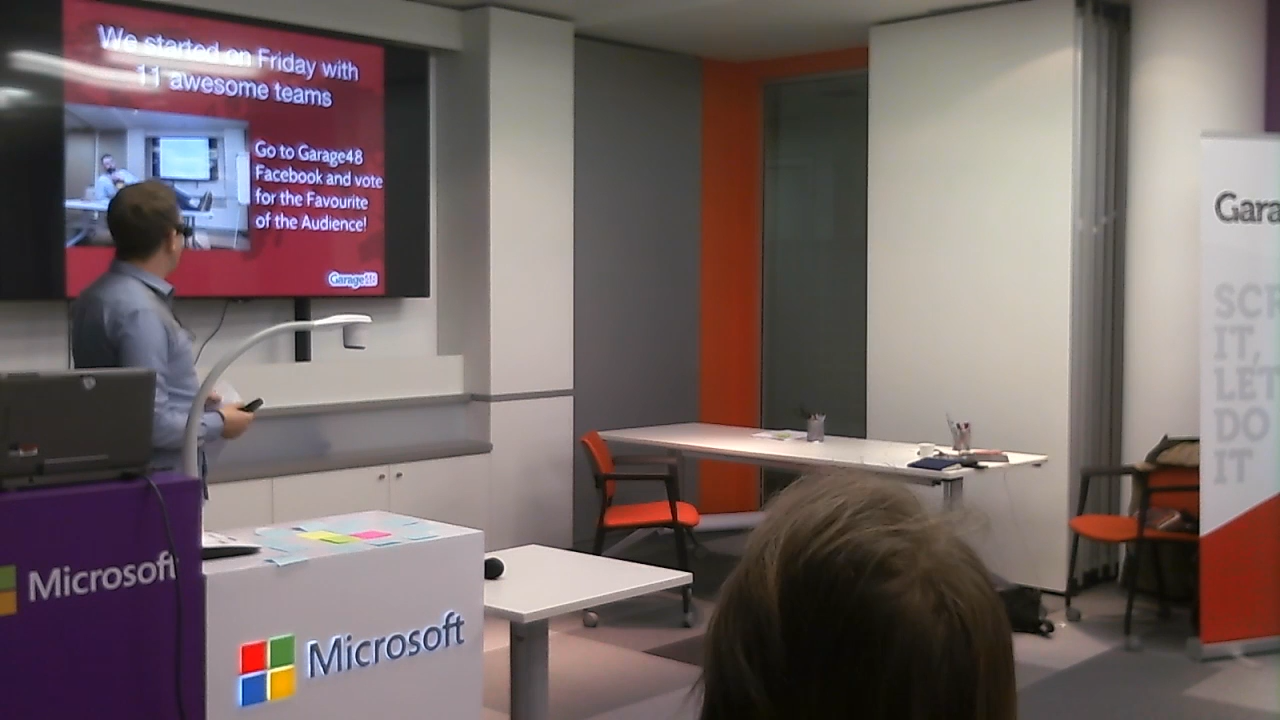 We started on Friday with
11 awesome teams
Go to Garage48
Facebook and vote
for the Favourite
of the Audience!
Garage48
Microsoft
Microsoft
Gara
SCR
IT,
LET
DO
IT